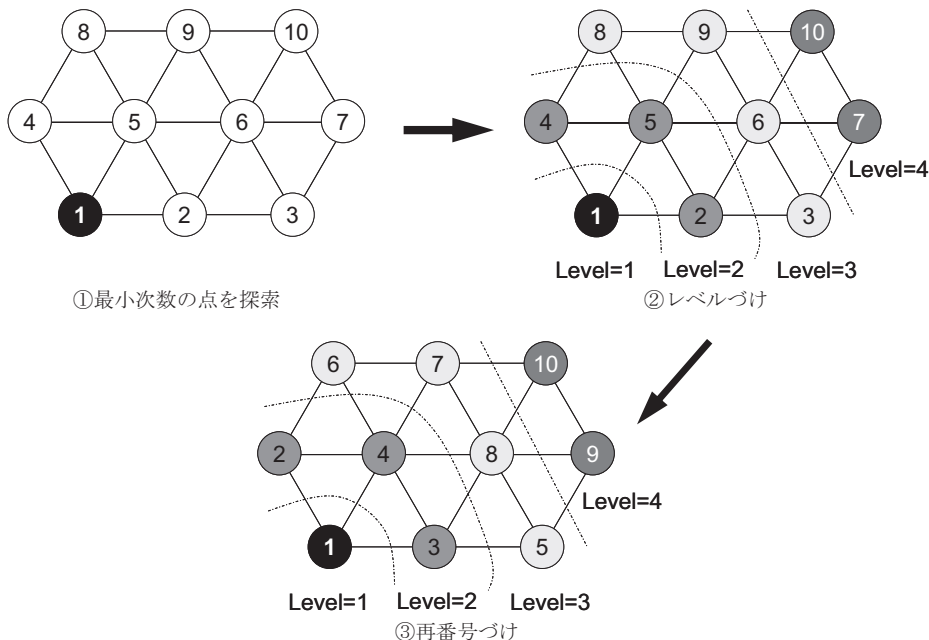 8 9 10
4 5 6 7
1 2 3
①最小次数の点を探索
8 9 10
4 5 6 7
Level=4
1 2 3
Level=1 Level=2 Level=3
②レベルづけ
6 7 10
2 4 8 9
Level=4
1 3 5
Level=1 Level=2 Level=3
③再番号づけ